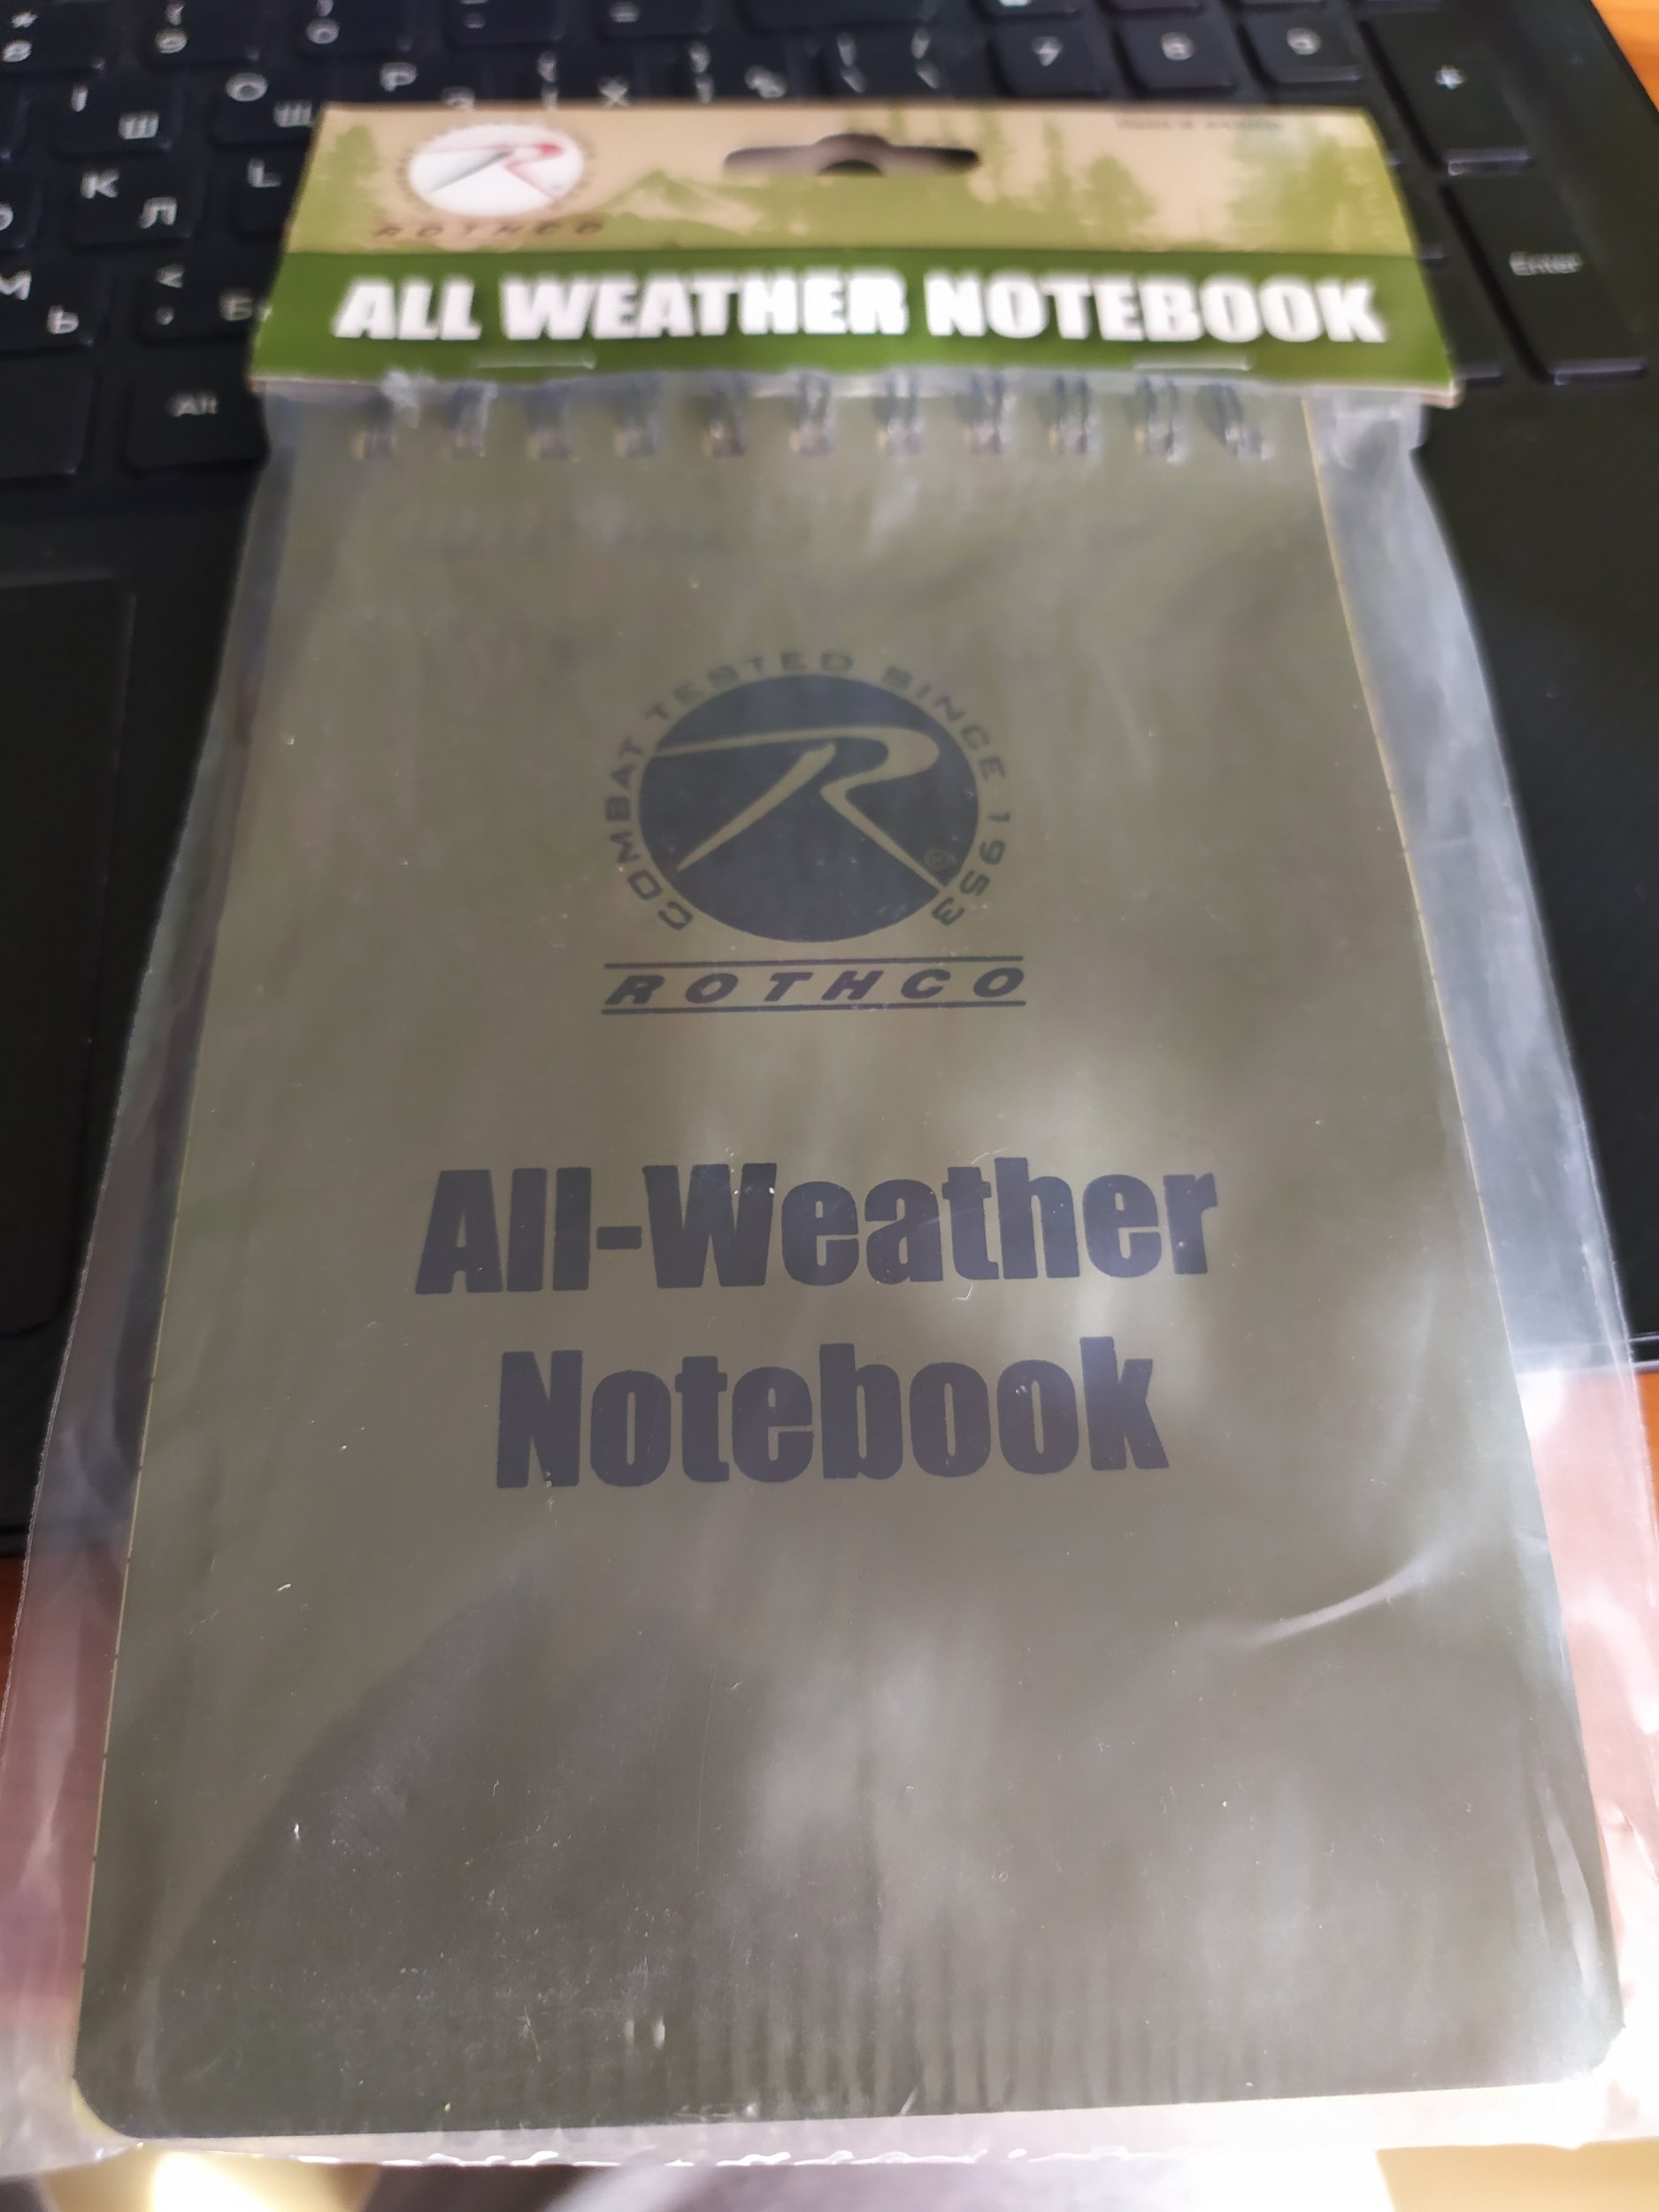 Enter
Alt
ROTHCO
ALL WEATHER NOTEBOOK
COMBAT TESTED SINCE 1953
R
®
ROTHCO
All-Weather
Notebook